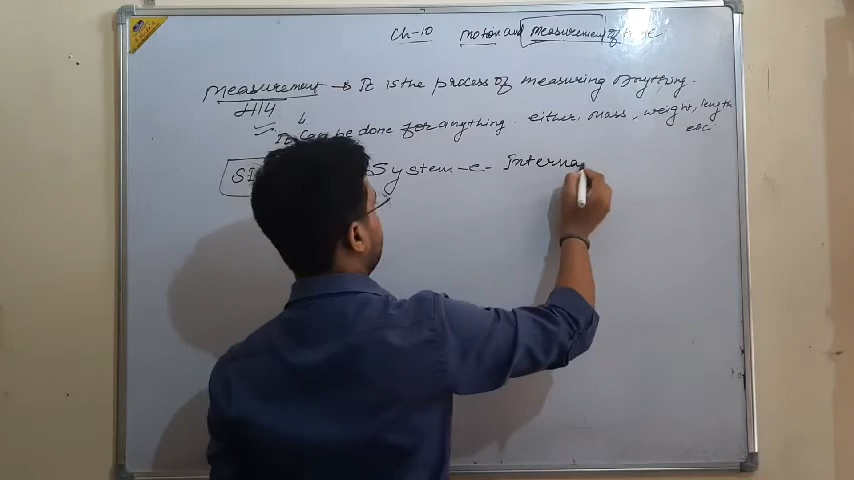 Ch-10 Motion and Measurement of
Measurement → It is the process of measuring anything.
मापन
It can be done for anything. either, mass, weight, length
etc.
SI System -e- Interna